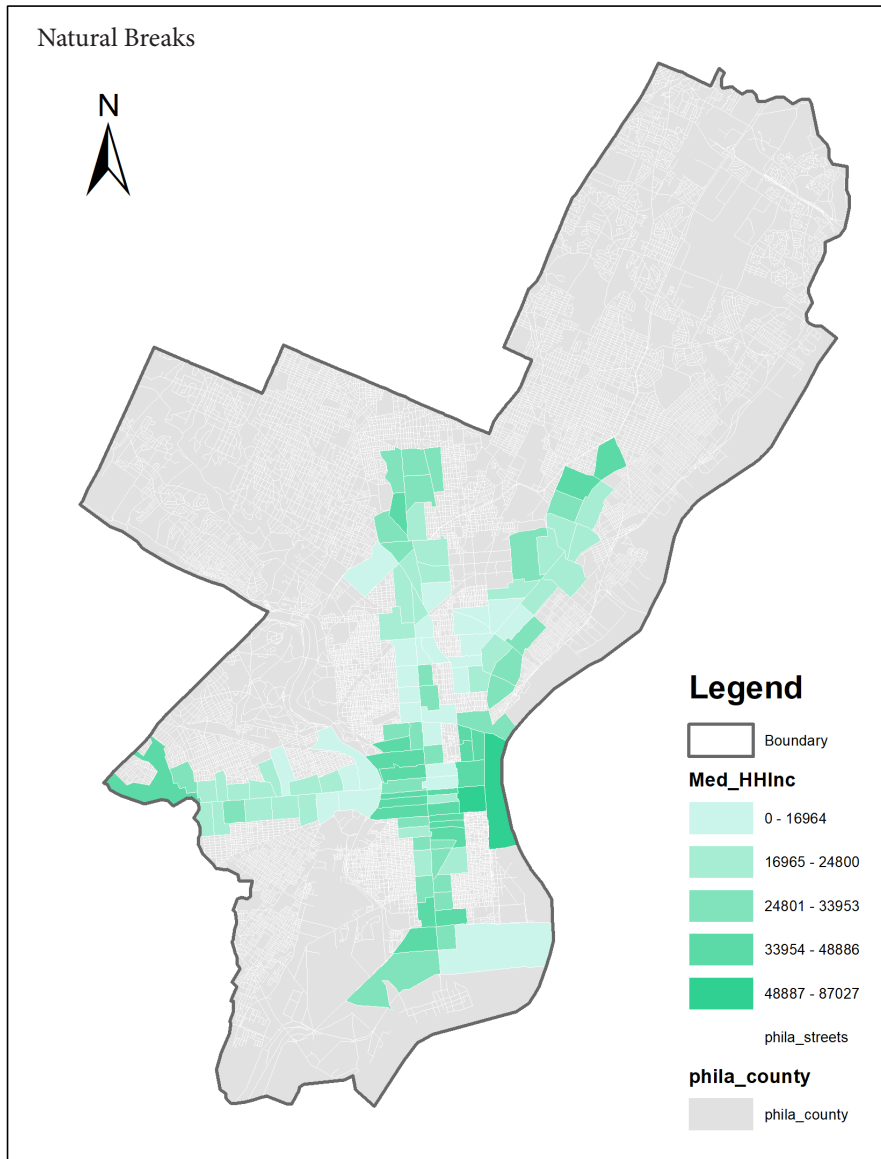 Natural Breaks
N
Legend
Boundary
Med_HHInc
0 - 16964
16965 - 24800
24801 - 33953
33954 - 48886
48887 - 87027
phila_streets
phila_county
phila_county